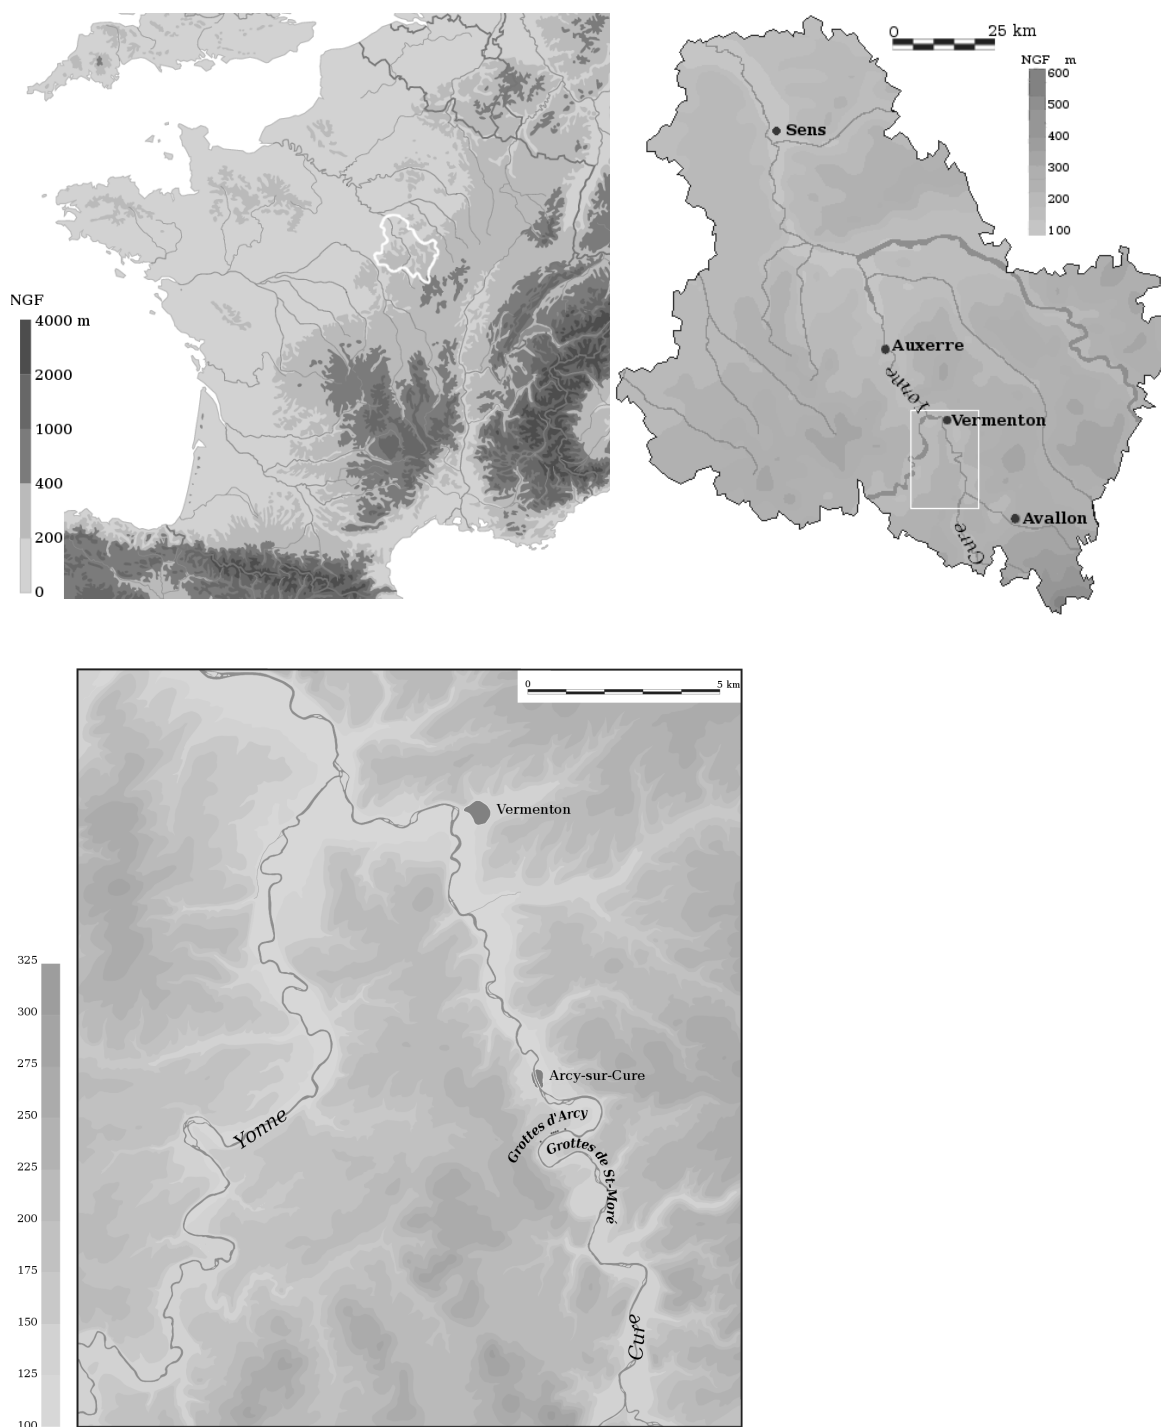 NGF
4000 m
2000
1000
400
200
0
0 25 km
NGF m
600
500
400
300
200
100
Sens
Auxerre
Yonne
Vermenton
Avallon
Cure
0 5 km
Vermenton
325
300
275
250
225
200
175
150
125
100
Arcy-sur-Cure
Grottes d'Arcy
Grottes de St-Moré
Yonne
Cure